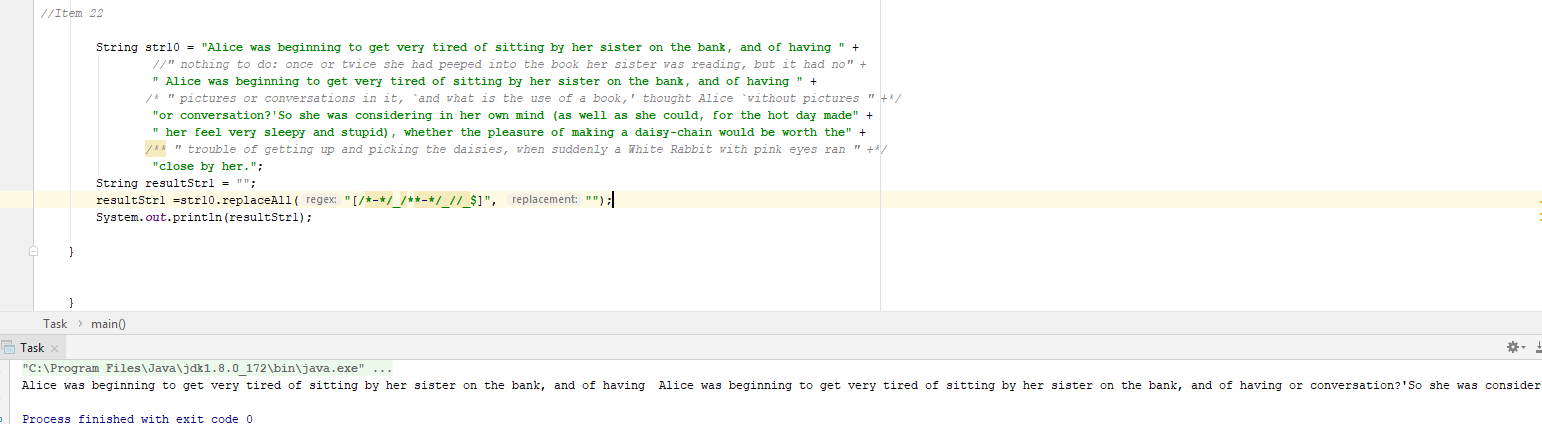 //Item 22
String str10 = "Alice was beginning to get very tired of sitting by her sister on the bank, and of having " +
//" nothing to do: once or twice she had peeped into the book her sister was reading, but it had no" +
" Alice was beginning to get very tired of sitting by her sister on the bank, and of having " +
/* " pictures or conversations in it, `and what is the use of a book,' thought Alice `without pictures " +*/
"or conversation?'So she was considering in her own mind (as well as she could, for the hot day made" +
" her feel very sleepy and stupid), whether the pleasure of making a daisy-chain would be worth the" +
/** " trouble of getting up and picking the daisies, when suddenly a White Rabbit with pink eyes ran " +*/
"close by her.";
String resultStr1 = "";
resultStr1 =str10.replaceAll( regex: "[/*-*/_/**-*/_//_$]", replacement: "");
System.out.println(resultStr1);
}
}
Task > main()
Task ×
"C:\Program Files\Java\jdk1.8.0_172\bin\java.exe" ...
Alice was beginning to get very tired of sitting by her sister on the bank, and of having  Alice was beginning to get very tired of sitting by her sister on the bank, and of having or conversation?'So she was consider
Process finished with exit code 0